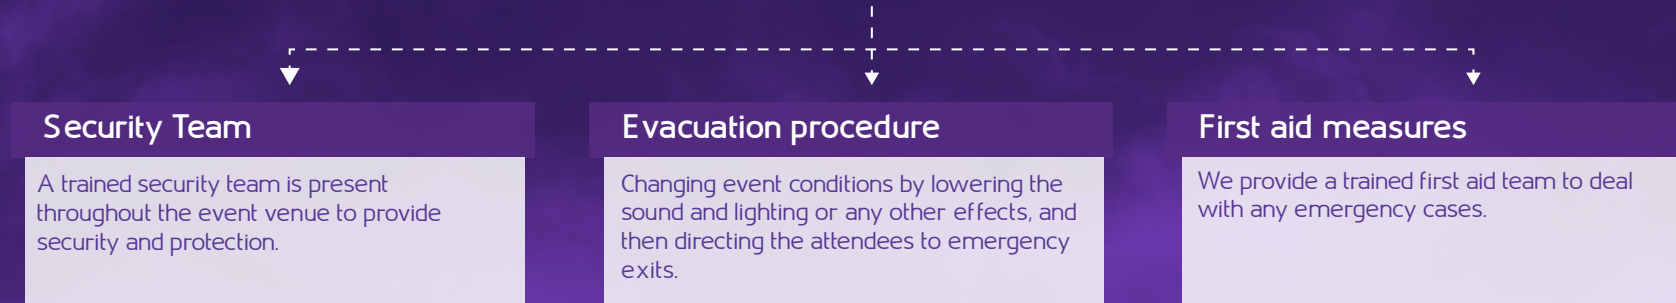 Security Team
A trained security team is present
throughout the event venue to provide
security and protection.
Evacuation procedure
Changing event conditions by lowering the
sound and lighting or any other effects, and
then directing the attendees to emergency
exits.
First aid measures
We provide a trained first aid team to deal
with any emergency cases.